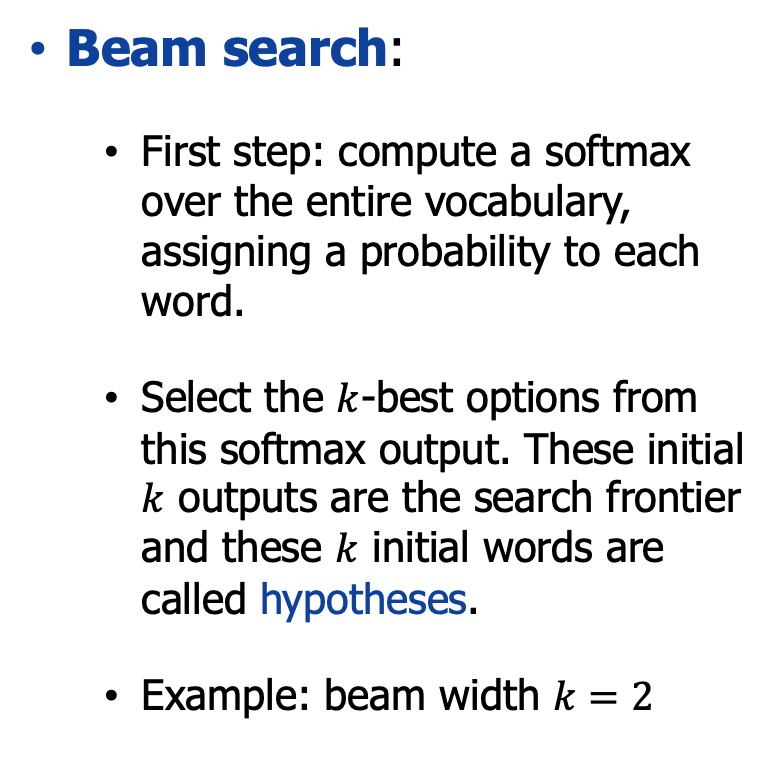 • Beam search:
• First step: compute a softmax
over the entire vocabulary,
assigning a probability to each
word.
• Select the k-best options from
this softmax output. These initial
k outputs are the search frontier
and these k initial words are
called hypotheses.
• Example: beam width k = 2